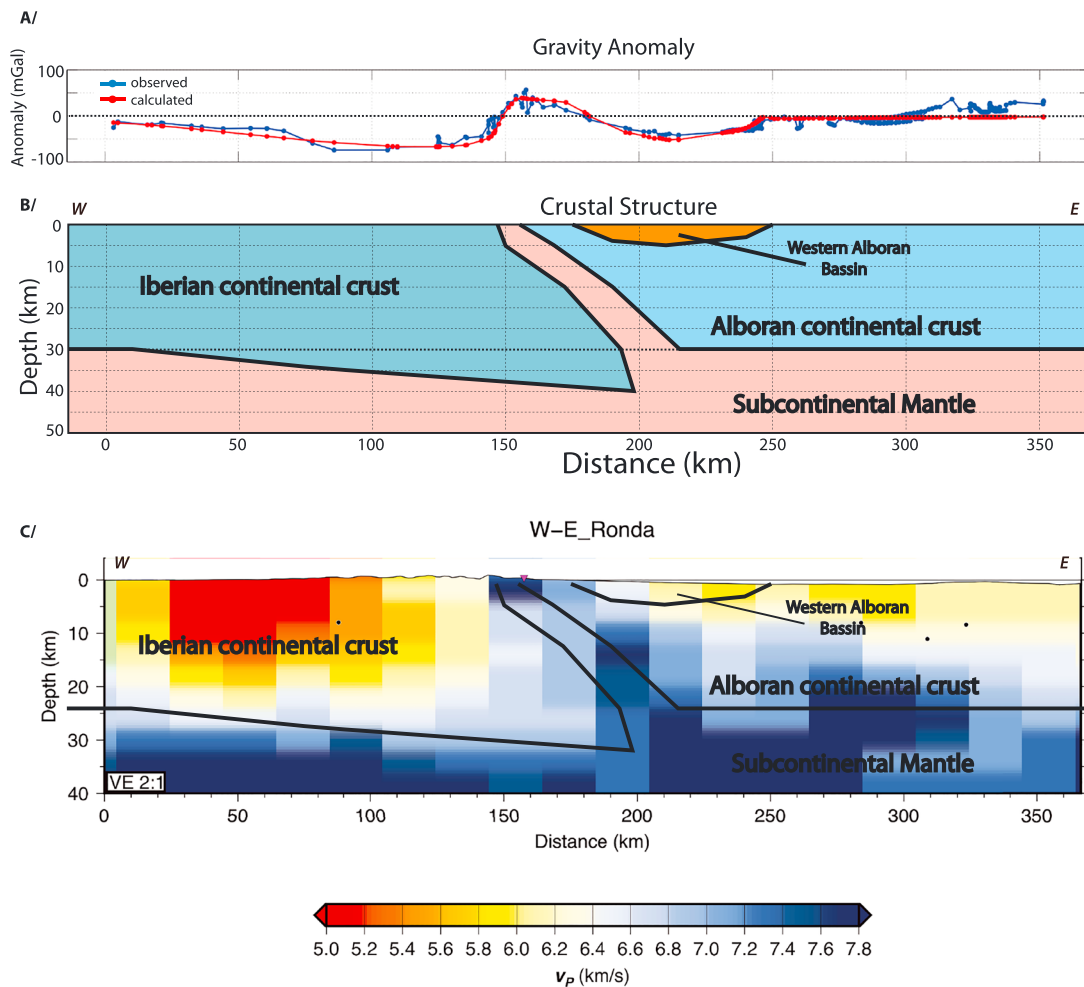 A/
Gravity Anomaly
Anomaly (mGal)
100
0
-100
observed
calculated
B/
W
Crustal Structure
E
Depth (km)
0
10
20
30
40
50
Iberian continental crust
Western Alboran
Bassin
Alboran continental crust
Subcontinental Mantle
0 50 100 150 200 250 300 350
Distance (km)
C/
W-E_Ronda
W
E
Depth (km)
0
10
20
30
40
Iberian continental crust
Western Alboran
Bassin
Alboran continental crust
Subcontinental Mantle
VE 2:1
0 50 100 150 200 250 300 350
Distance (km)
5.0 5.2 5.4 5.6 5.8 6.0 6.2 6.4 6.6 6.8 7.0 7.2 7.4 7.6 7.8
vP (km/s)